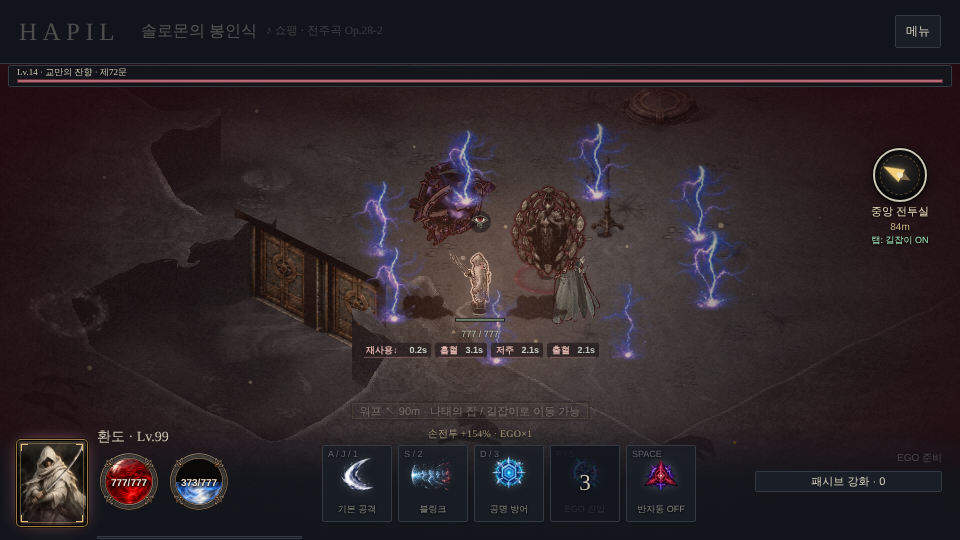 HAPIL 솔로몬의 봉인식 ♪ 쇼팽 · 전주곡 Op.28-2
메뉴
Lv.14 · 교만의 잔향 · 제72문
중앙 전투실
84m
탭: 길잡이 ON
777 / 777
재사용↓ 0.2s 흡혈 3.1s 저주 2.1s 출혈 2.1s
워프 ↖ 90m · 나태의 집 / 길잡이로 이동 가능
손전투 +154% · EGO×1
환도 · Lv.99
777/777 373/777
A / J / 1 S / 2 D / 3 SPACE
3
기본 공격 블링크 공명 방어 EGO 진입 반자동 OFF
EGO 준비
패시브 강화 · 0